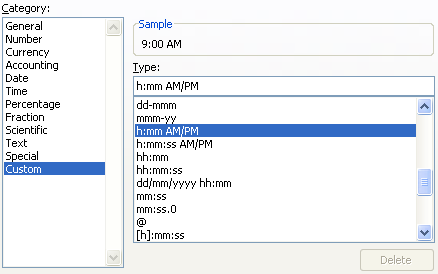 Category:
General
Number
Currency
Accounting
Date
Time
Percentage
Fraction
Scientific
Text
Special
Custom
Sample
9:00 AM
Type:
h:mm AM/PM
dd-mmm
mmm-yy
h:mm AM/PM
h:mm:ss AM/PM
hh:mm
hh:mm:ss
dd/mm/yyyy hh:mm
mm:ss
mm:ss.0
@
[h]:mm:ss
Delete